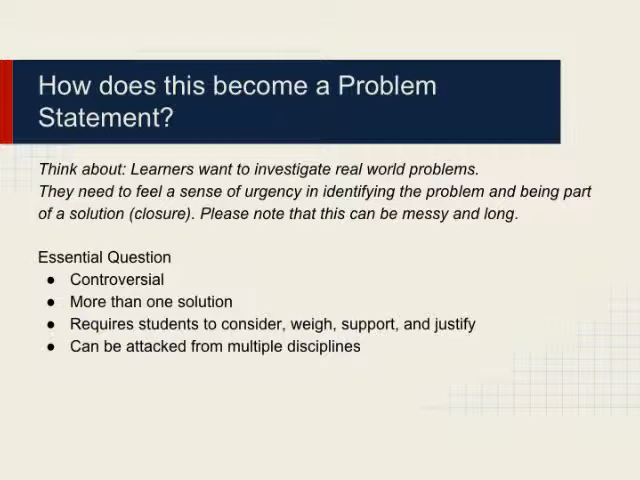 How does this become a Problem
Statement?
Think about: Learners want to investigate real world problems.
They need to feel a sense of urgency in identifying the problem and being part
of a solution (closure). Please note that this can be messy and long.
Essential Question
● Controversial
● More than one solution
● Requires students to consider, weigh, support, and justify
● Can be attacked from multiple disciplines